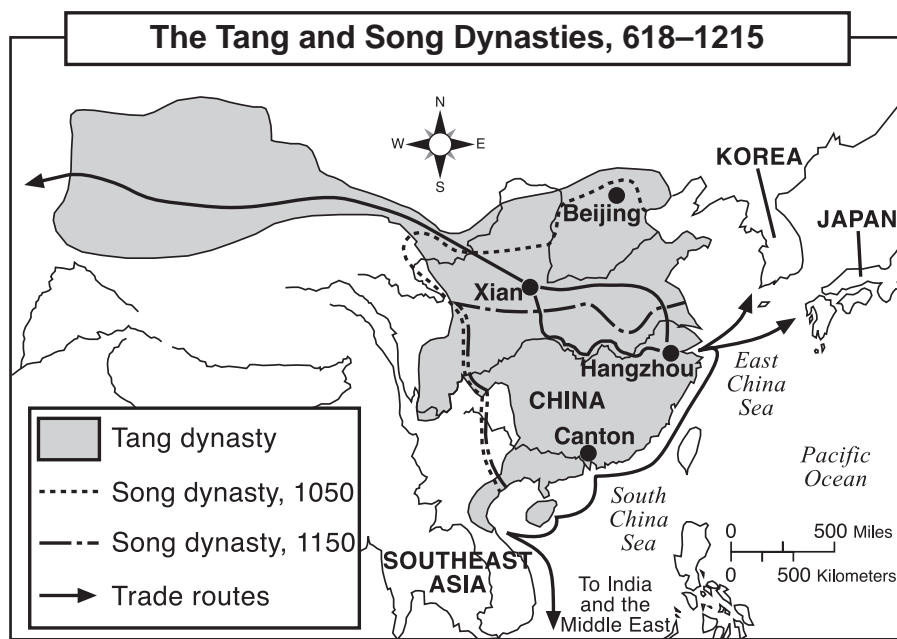 The Tang and Song Dynasties, 618–1215
N
W
E
S
KOREA
Beijing
JAPAN
Xian
Hangzhou
East
China
Sea
CHINA
Canton
Pacific
Ocean
South
China
Sea
SOUTHEAST
ASIA
To India
and the
Middle East
0 500 Miles
0 500 Kilometers
Tang dynasty
Song dynasty, 1050
Song dynasty, 1150
Trade routes